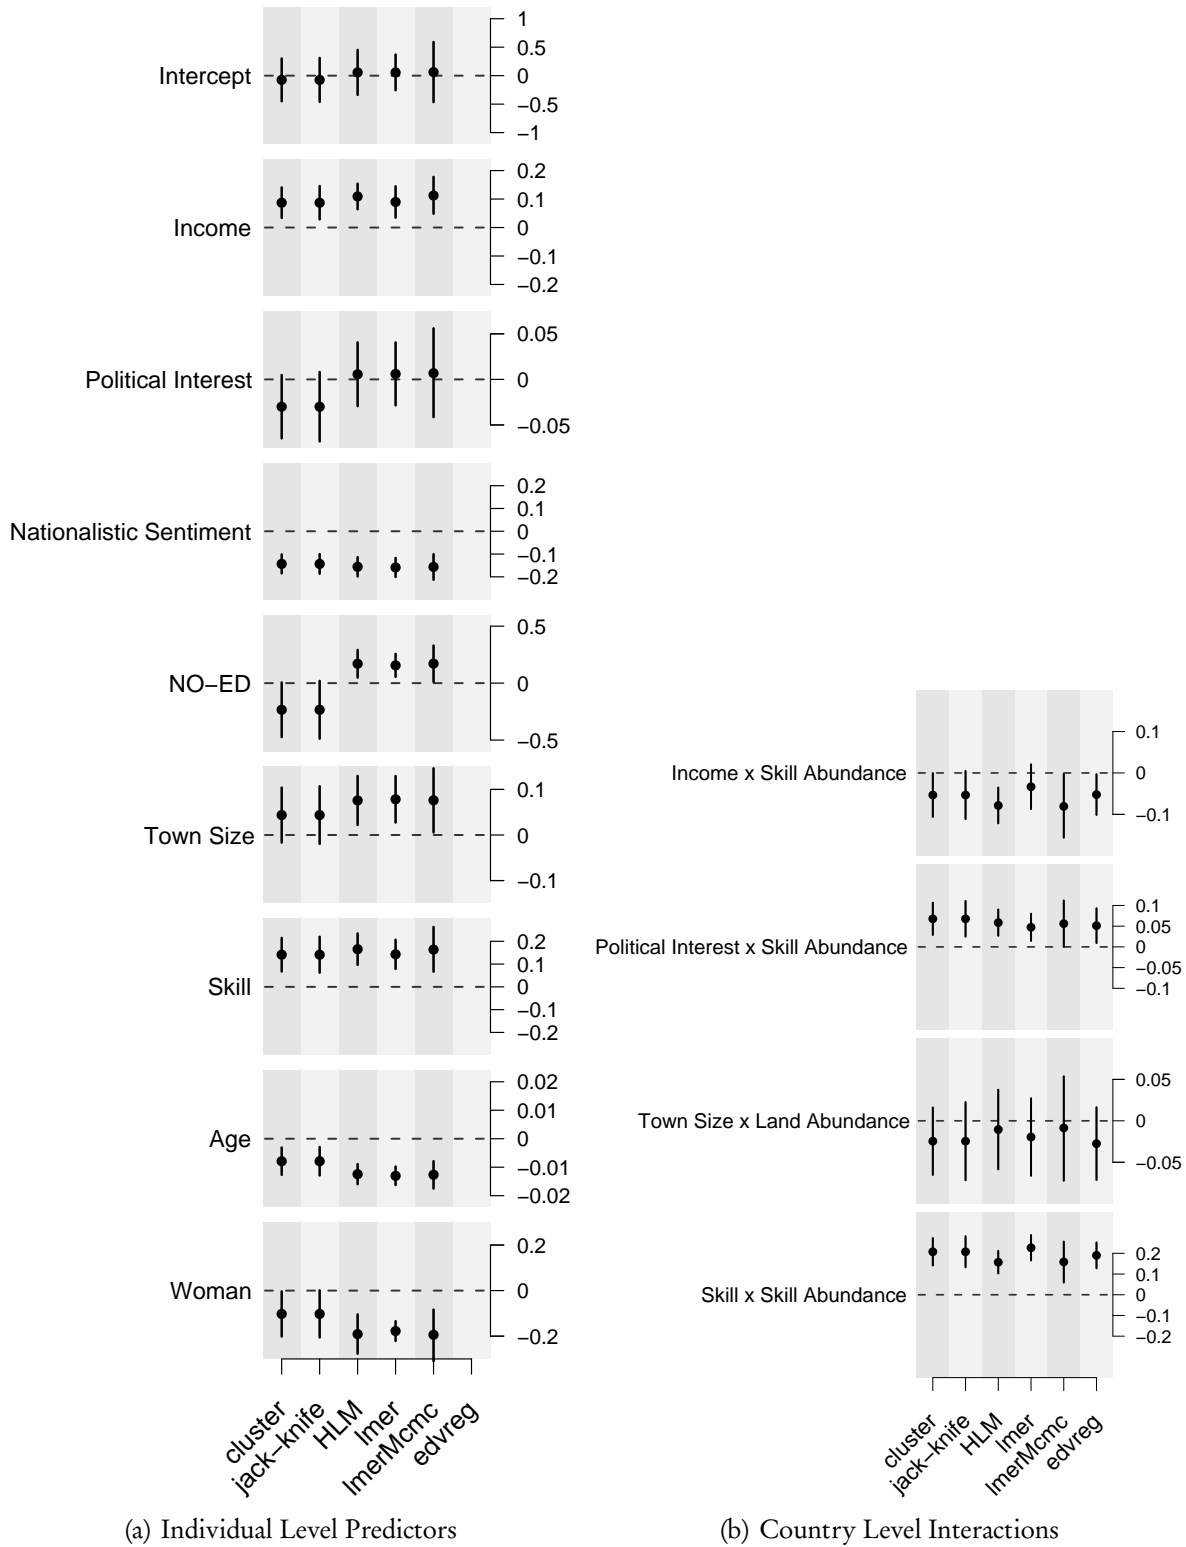 Intercept
1
0.5
0
−0.5
−1
Income
0.2
0.1
0
−0.1
−0.2
Political Interest
0.05
0
−0.05
Nationalistic Sentiment
0.2
0.1
0
−0.1
−0.2
NO−ED
0.5
0
−0.5
Town Size
0.1
0
−0.1
Skill
0.2
0.1
0
−0.1
−0.2
Age
0.02
0.01
0
−0.01
−0.02
Woman
0.2
0
−0.2
cluster
jack−knife
HLM
lmer
lmerMcmc
edvreg
(a) Individual Level Predictors
Income x Skill Abundance
0.1
0
−0.1
Political Interest x Skill Abundance
0.1
0.05
0
−0.05
−0.1
Town Size x Land Abundance
0.05
0
−0.05
Skill x Skill Abundance
0.2
0.1
0
−0.1
−0.2
cluster
jack−knife
HLM
lmer
lmerMcmc
edvreg
(b) Country Level Interactions